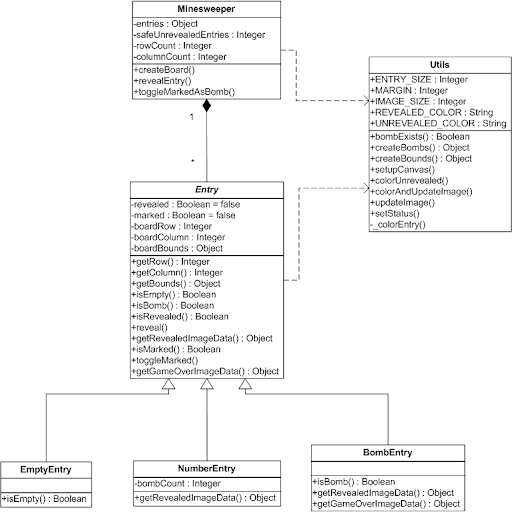 Minesweeper
-entries : Object
-safeUnrevealedEntries : Integer
-rowCount : Integer
-columnCount : Integer
+createBoard()
+revealEntry()
+toggleMarkedAsBomb()
1
*
Utils
+ENTRY_SIZE : Integer
+MARGIN : Integer
+IMAGE_SIZE : Integer
+REVEALED_COLOR : String
+UNREVEALED_COLOR : String
+bombExists() : Boolean
+createBombs() : Object
+createBounds() : Object
+setupCanvas()
+colorUnrevealed()
+colorAndUpdateImage()
+updateImage()
+setStatus()
-_colorEntry()
Entry
-revealed : Boolean = false
-marked : Boolean = false
-boardRow : Integer
-boardColumn : Integer
-boardBounds : Object
+getRow() : Integer
+getColumn() : Integer
+getBounds() : Object
+isEmpty() : Boolean
+isBomb() : Boolean
+isRevealed() : Boolean
+reveal()
+getRevealedImageData() : Object
+isMarked() : Boolean
+toggleMarked()
+getGameOverImageData() : Object
EmptyEntry
+isEmpty() : Boolean
NumberEntry
-bombCount : Integer
+getRevealedImageData() : Object
BombEntry
+isBomb() : Boolean
+getRevealedImageData() : Object
+getGameOverImageData() : Object